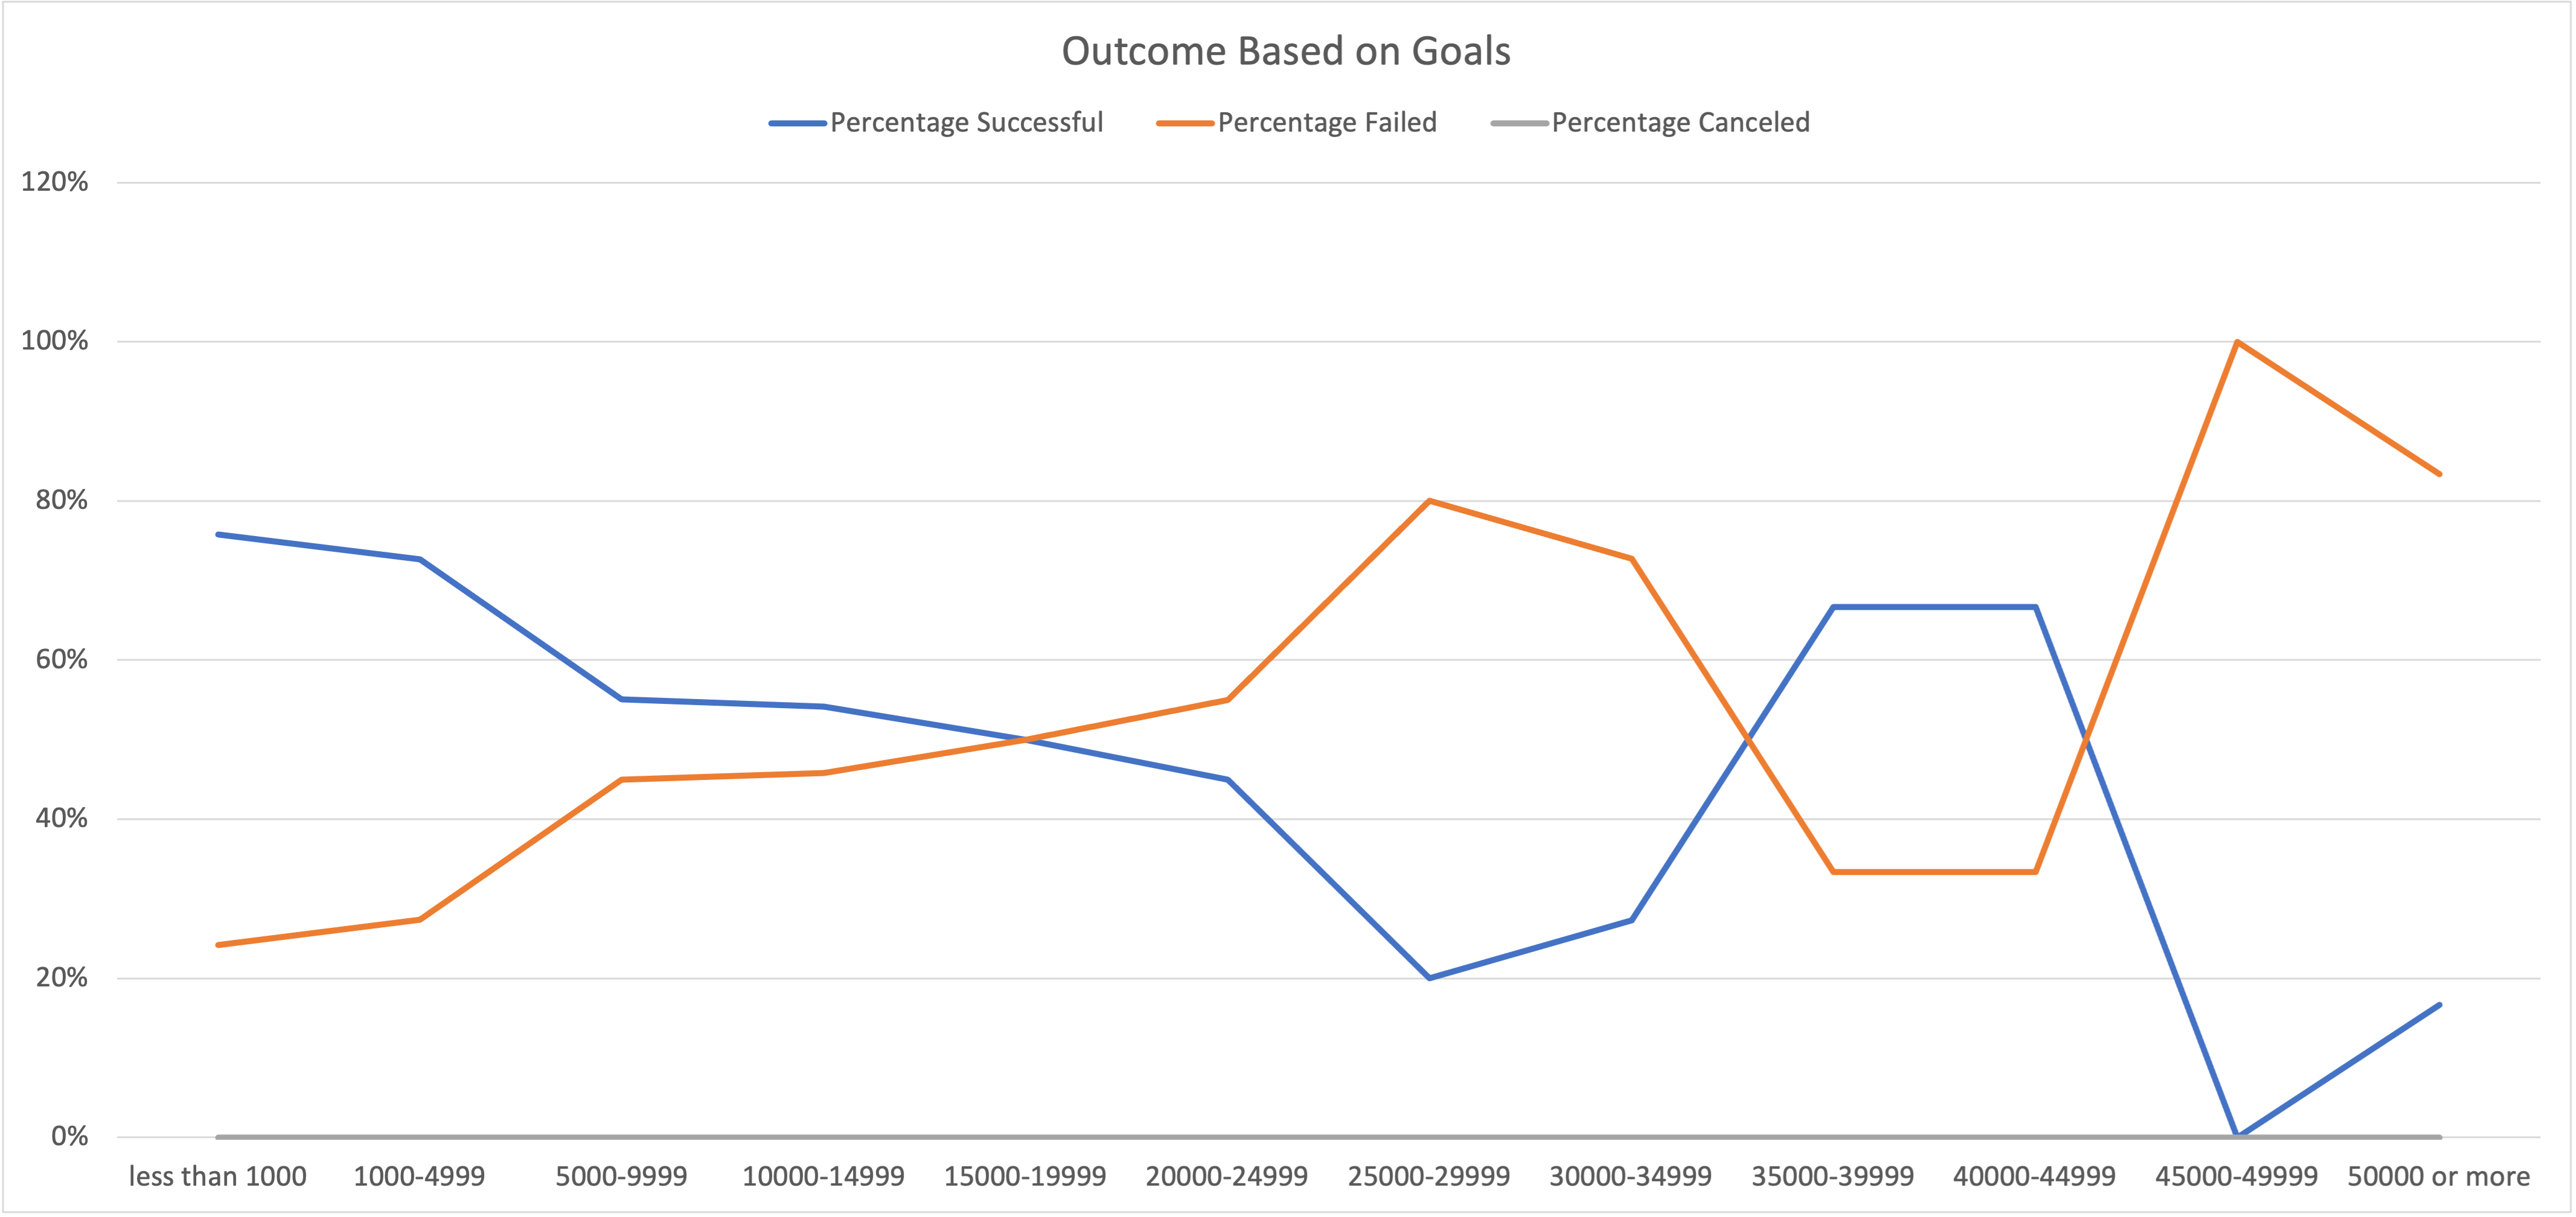 Outcome Based on Goals
Percentage Successful Percentage Failed Percentage Canceled
120%
100%
80%
60%
40%
20%
0%
less than 1000 1000-4999 5000-9999 10000-14999 15000-19999 20000-24999 25000-29999 30000-34999 35000-39999 40000-44999 45000-49999 50000 or more